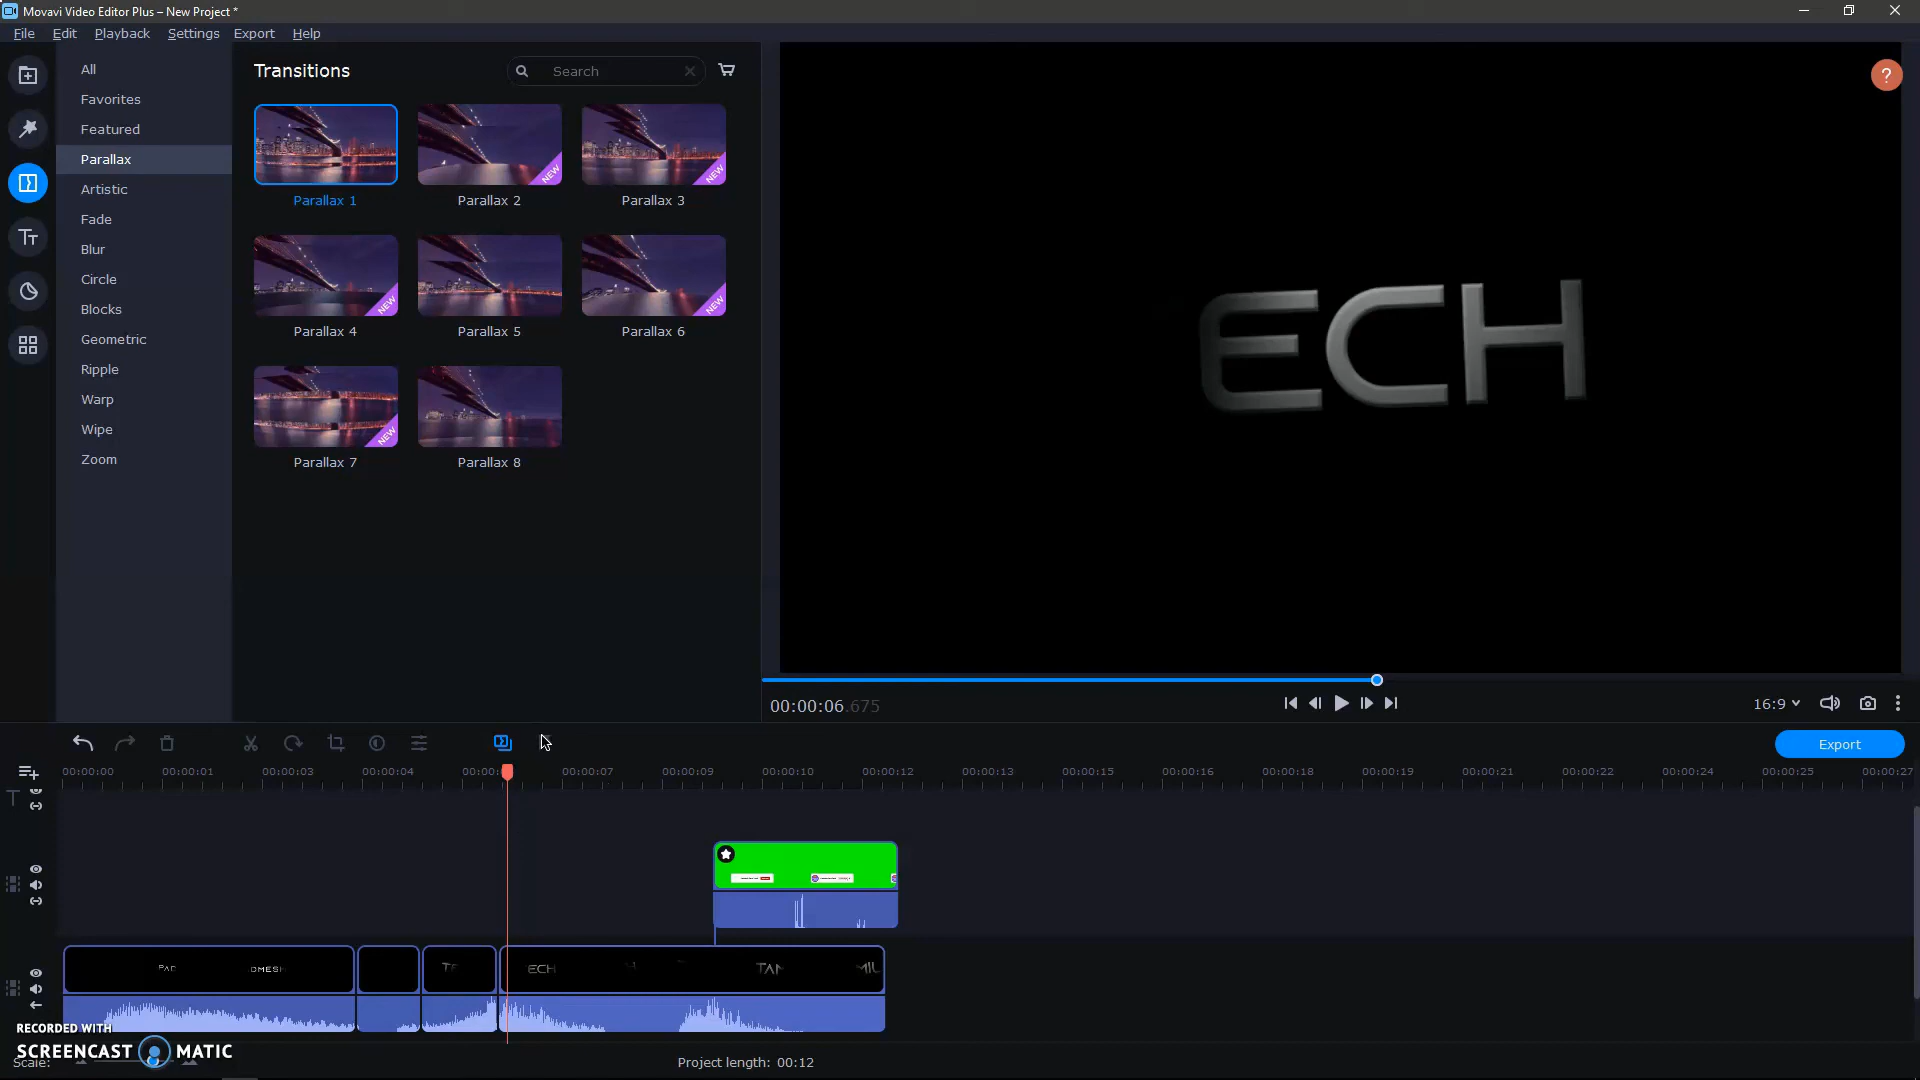 Movavi Video Editor Plus – New Project *
File Edit Playback Settings Export Help
All
Favorites
Featured
Parallax
Artistic
Fade
Blur
Circle
Blocks
Geometric
Ripple
Warp
Wipe
Zoom
Transitions
Search
NEW NEW
Parallax 1 Parallax 2 Parallax 3
NEW NEW
Parallax 4 Parallax 5 Parallax 6
NEW
Parallax 7 Parallax 8
?
ECH
00:00:06.675
16:9
Export
00:00:00 00:00:01 00:00:03 00:00:04 00:00:07 00:00:09 00:00:10 00:00:12 00:00:13 00:00:15 00:00:16 00:00:18 00:00:19 00:00:21 00:00:22 00:00:24 00:00:25 00:00:27
ECH
RECORDED WITH
SCREENCAST MATIC
Scale:
Project length: 00:12